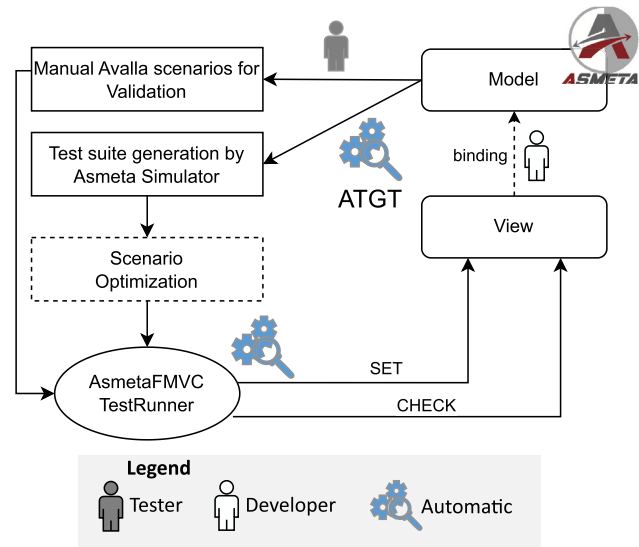 Manual Avalla scenarios for
Validation
Model
ASMETA
Test suite generation by
Asmeta Simulator
ATGT
binding
View
Scenario
Optimization
AsmetaFMVC
TestRunner
SET
CHECK
Legend
Tester
Developer
Automatic